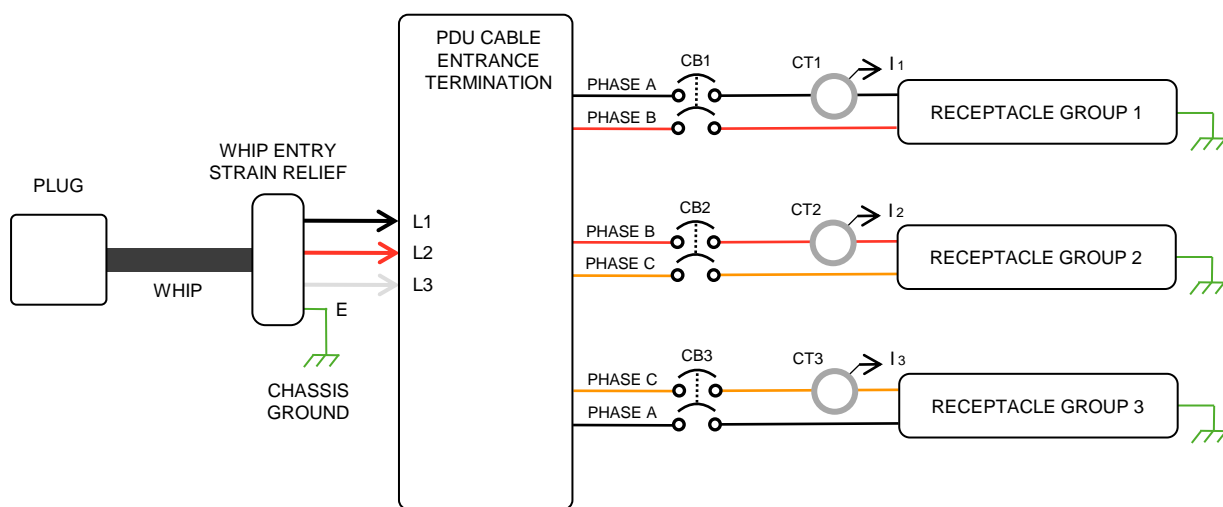 PDU CABLE
ENTRANCE
TERMINATION
PLUG
WHIP
WHIP ENTRY
STRAIN RELIEF
L1
L2
L3
E
CHASSIS
GROUND
PHASE A
PHASE B
CB1
CT1
I1
RECEPTACLE GROUP 1
PHASE B
PHASE C
CB2
CT2
I2
RECEPTACLE GROUP 2
PHASE C
PHASE A
CB3
CT3
I3
RECEPTACLE GROUP 3